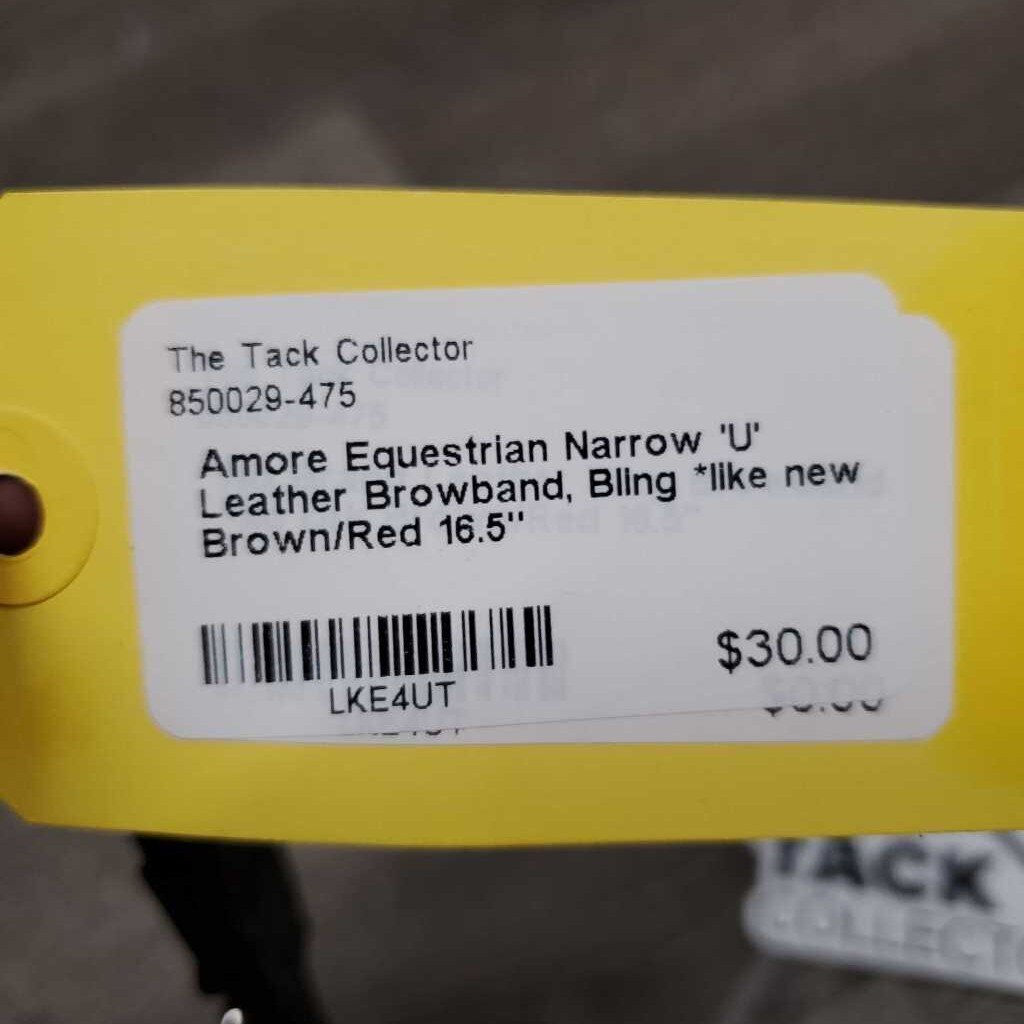 The Tack Collector
850029-475
Amore Equestrian Narrow 'U'
Leather Browband, Bling *like new
Brown/Red 16.5"
$30.00
LKE4UT
TACK
COLLECTO